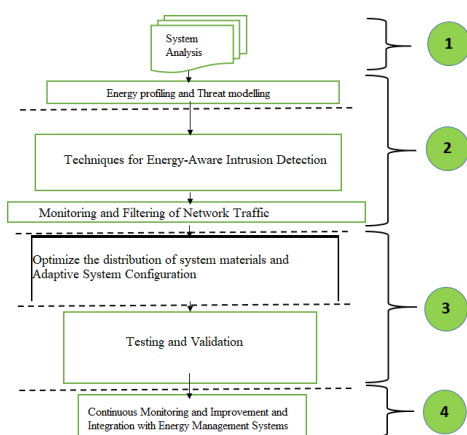 System
Analysis
1
Energy profiling and Threat modelling
Techniques for Energy-Aware Intrusion Detection
2
Monitoring and Filtering of Network Traffic
Optimize the distribution of system materials and
Adaptive System Configuration
3
Testing and Validation
Continuous Monitoring and Improvement and
Integration with Energy Management Systems
4